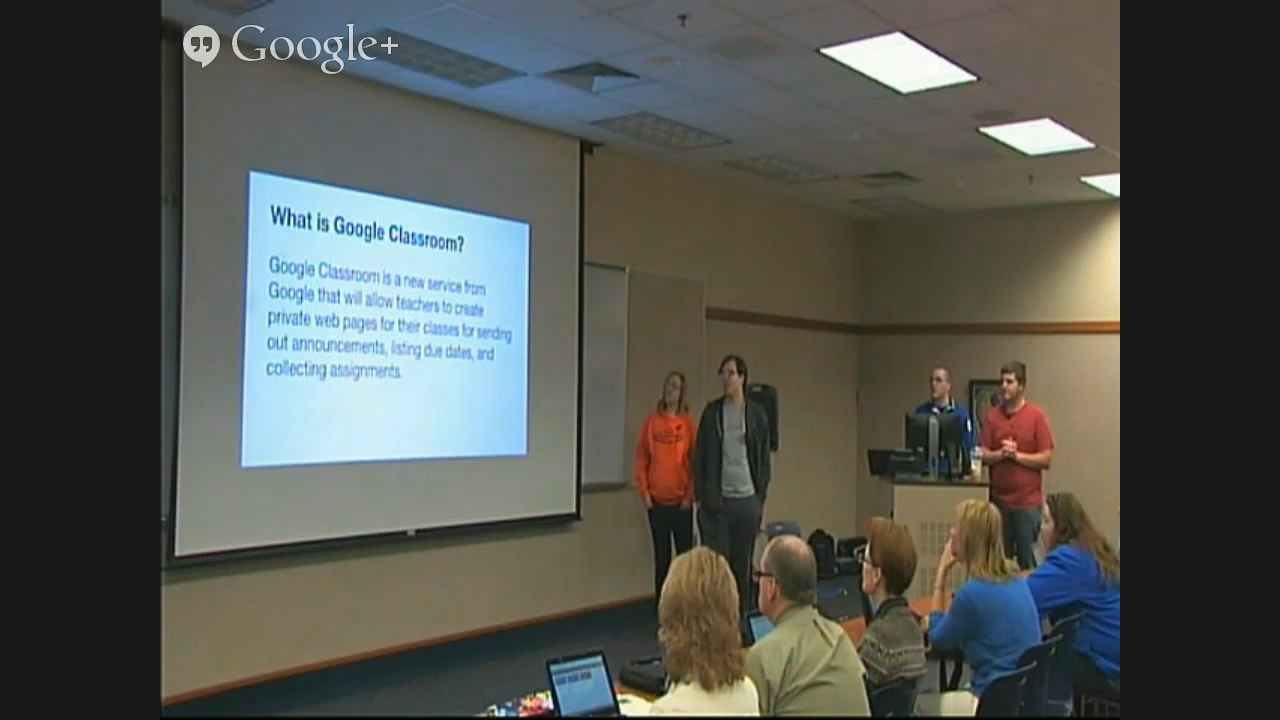 Google+
What is Google Classroom?
Google Classroom is a new service from
Google that will allow teachers to create
private web pages for their classes for sending
out announcements, listing due dates, and
collecting assignments.